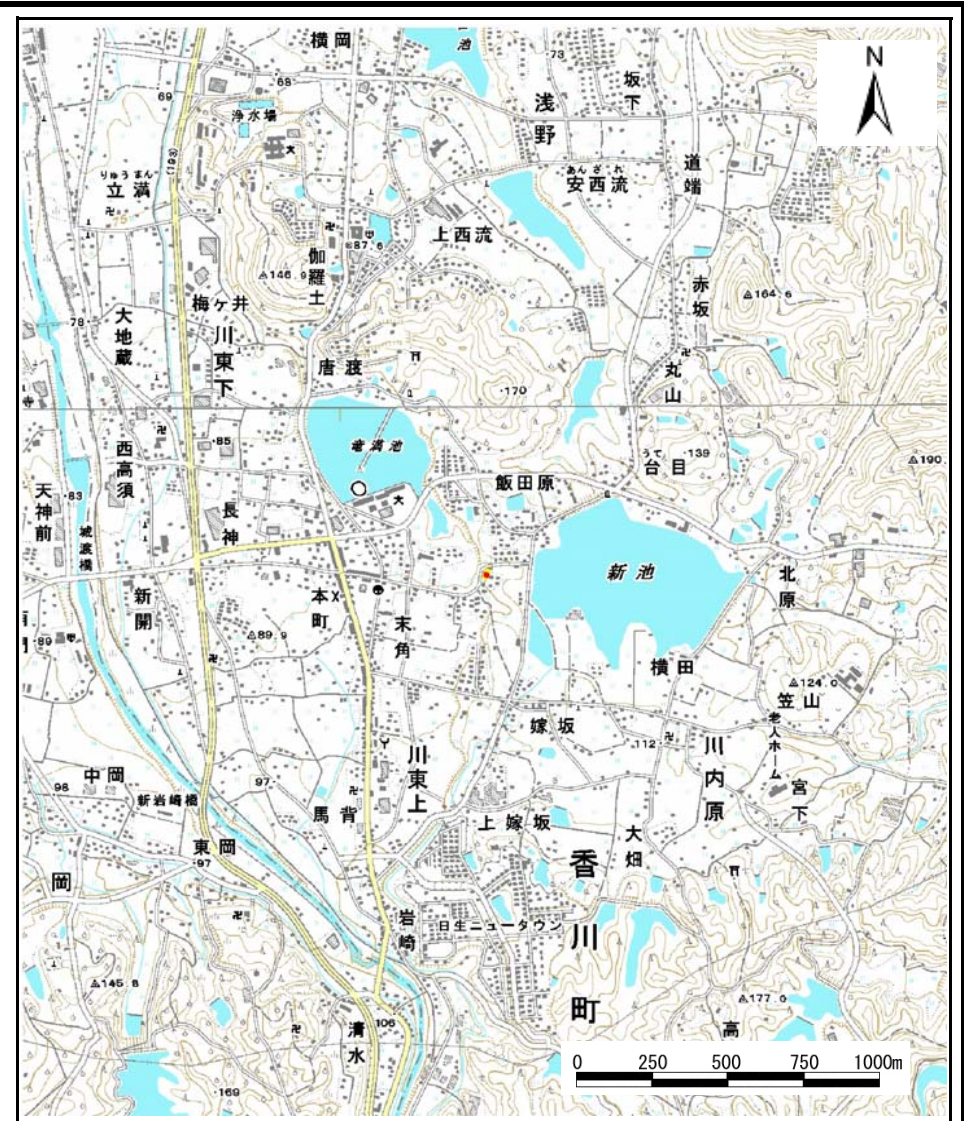 横岡
池
N
68
73
坂下
69
浄水場
浅野
(193)
文
りゅうまん
立満
75
あんざれ
安西流
道端
上西流
87.6
伽羅土
146.9
赤坂
164.6
梅ヶ井
78
大地蔵
川東下
唐渡
丸山
170
85
竜満池
うて
台目
139
西高須
190.
天神前
83
飯田原
文
長神
城渡橋
新池
北原
新開
本町
末角
89
89.9
横田
124.0
笠山
嫁坂
112
川内原
老人ホーム
川東上
中岡
98
97
新岩崎橋
馬背
宮下
105
上嫁坂
大畑
東岡
97
香川町
岡
岩崎
日生ニュータウン
145.8
177.0
106
清水
高
169
0 250 500 750 1000m